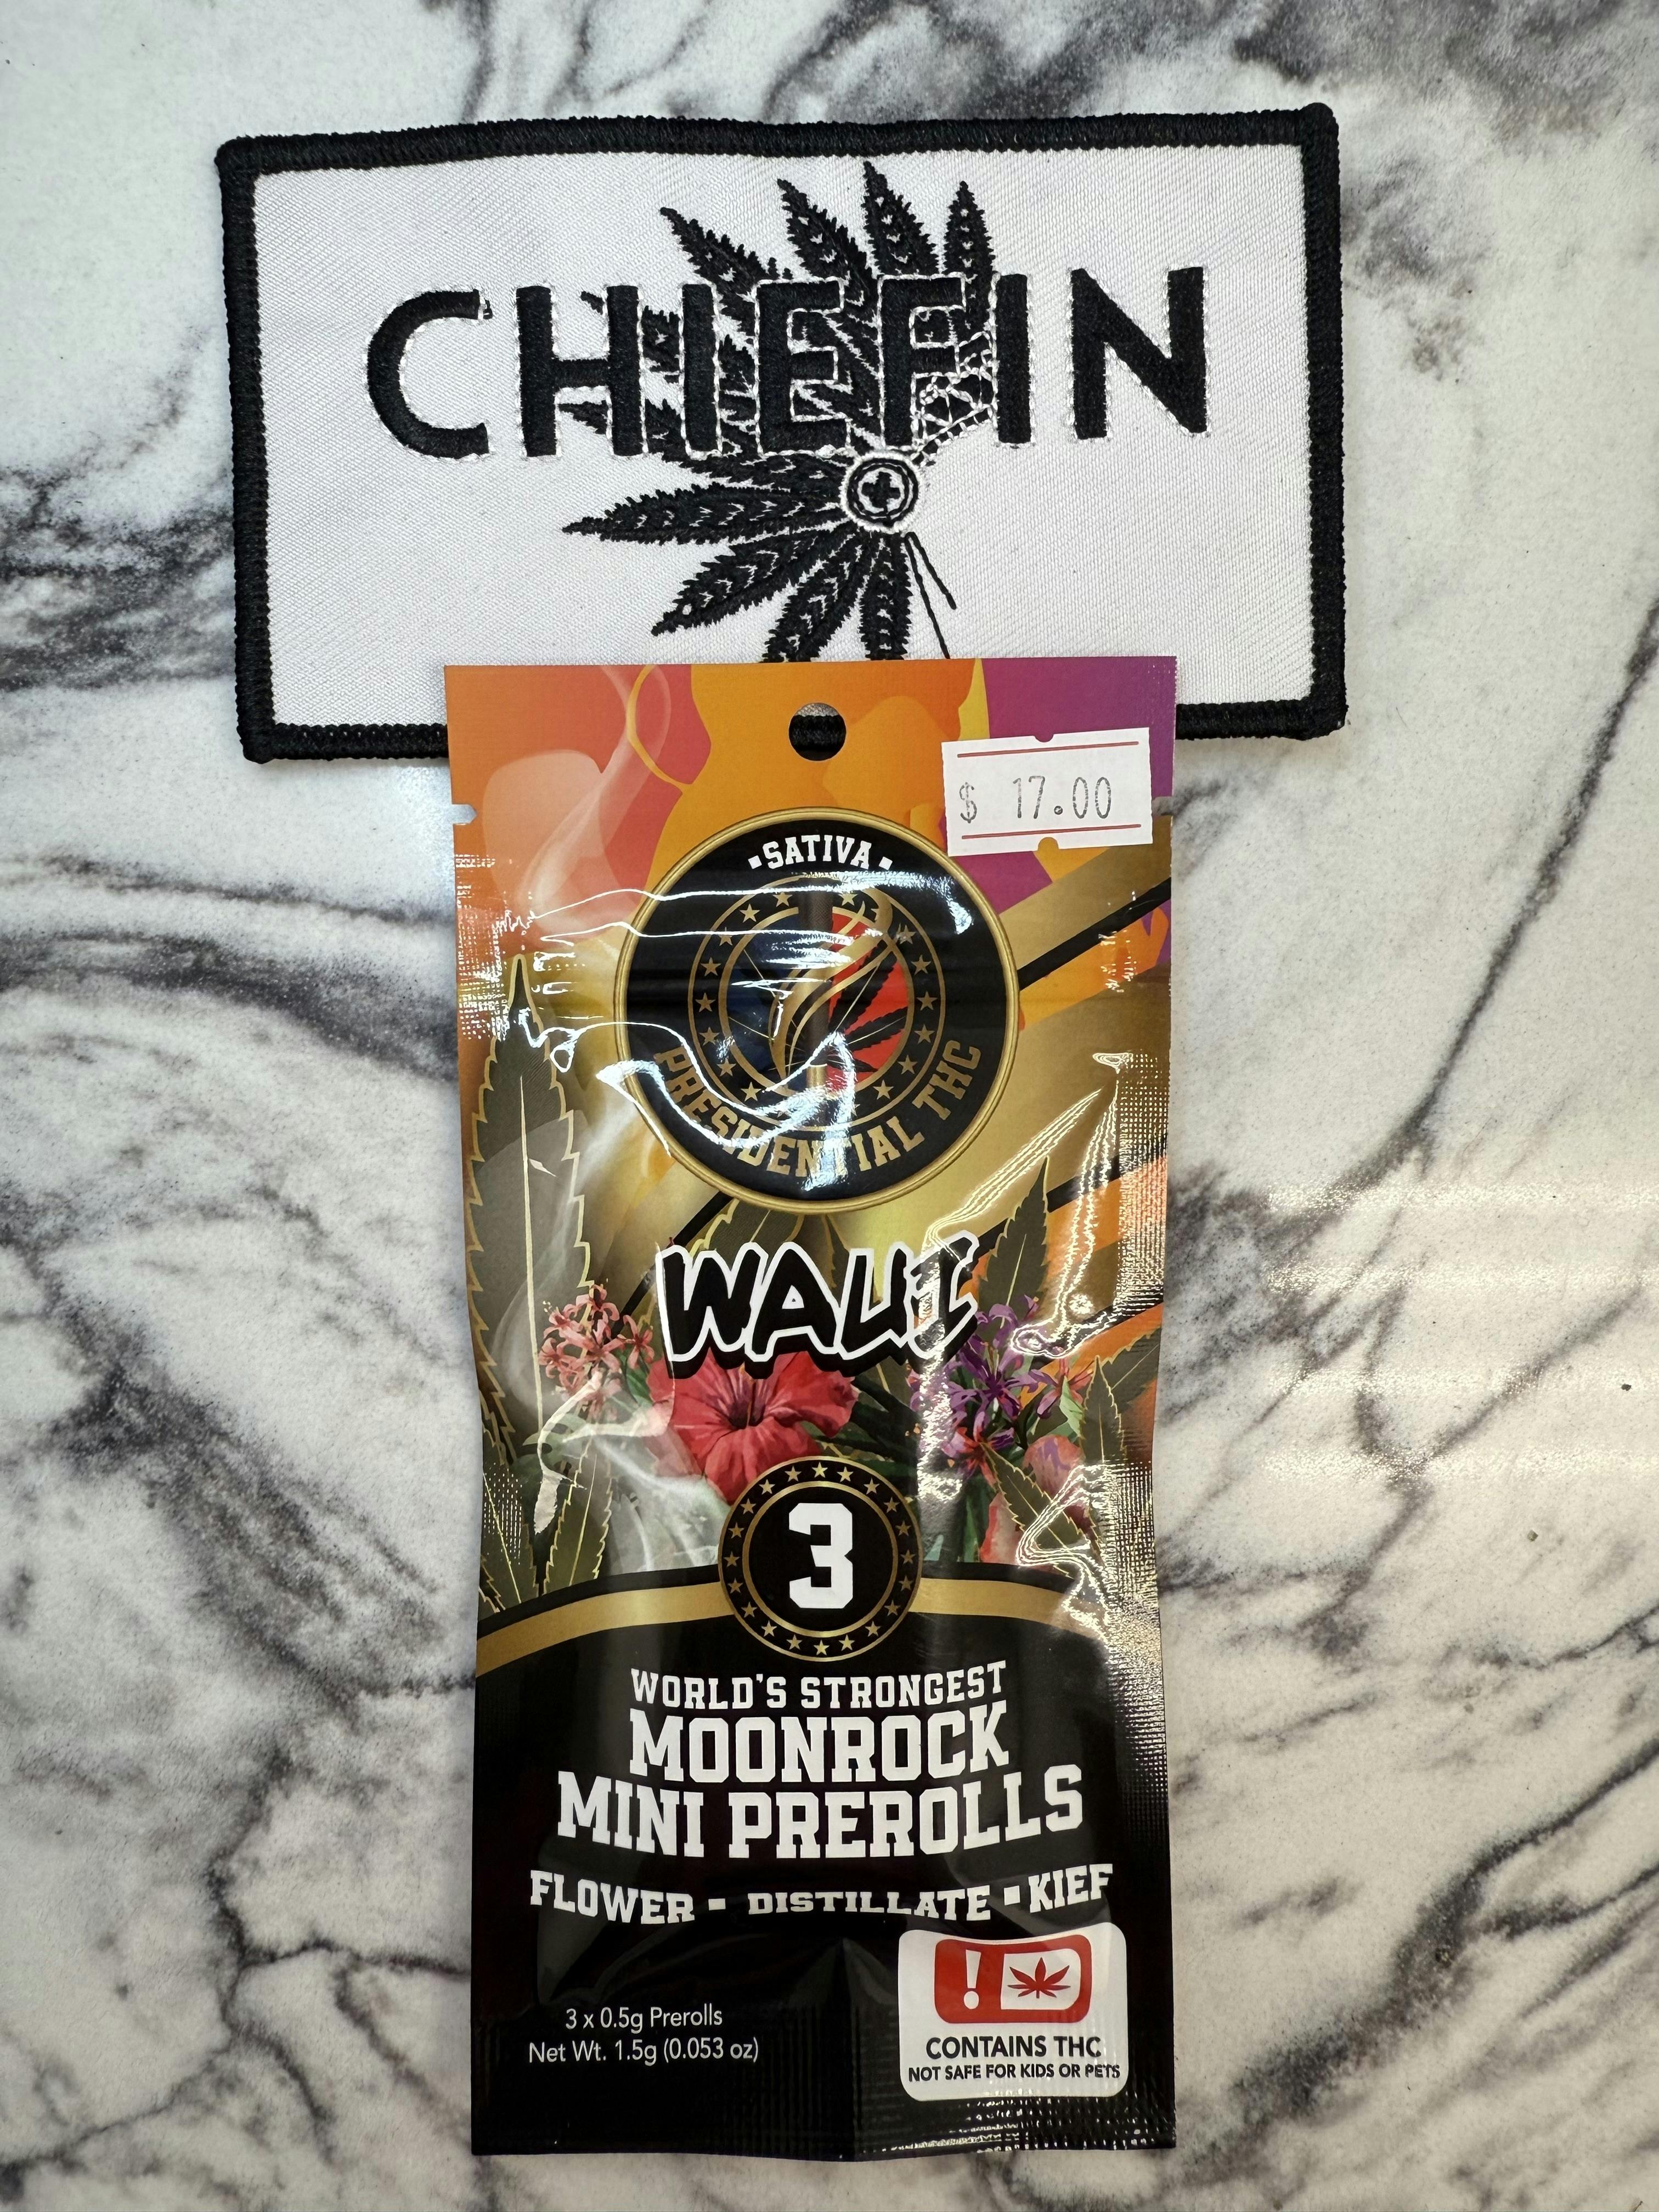 CHIEFIN
$ 17.00
▪SATIVA▪
PRESIDENTIAL THC
WAUI
3
WORLD'S STRONGEST
MOONROCK
MINI PREROLLS
FLOWER ▪ DISTILLATE ▪ KIEF
3 x 0.5g Prerolls
Net Wt. 1.5g (0.053 oz)
!
CONTAINS THC
NOT SAFE FOR KIDS OR PETS